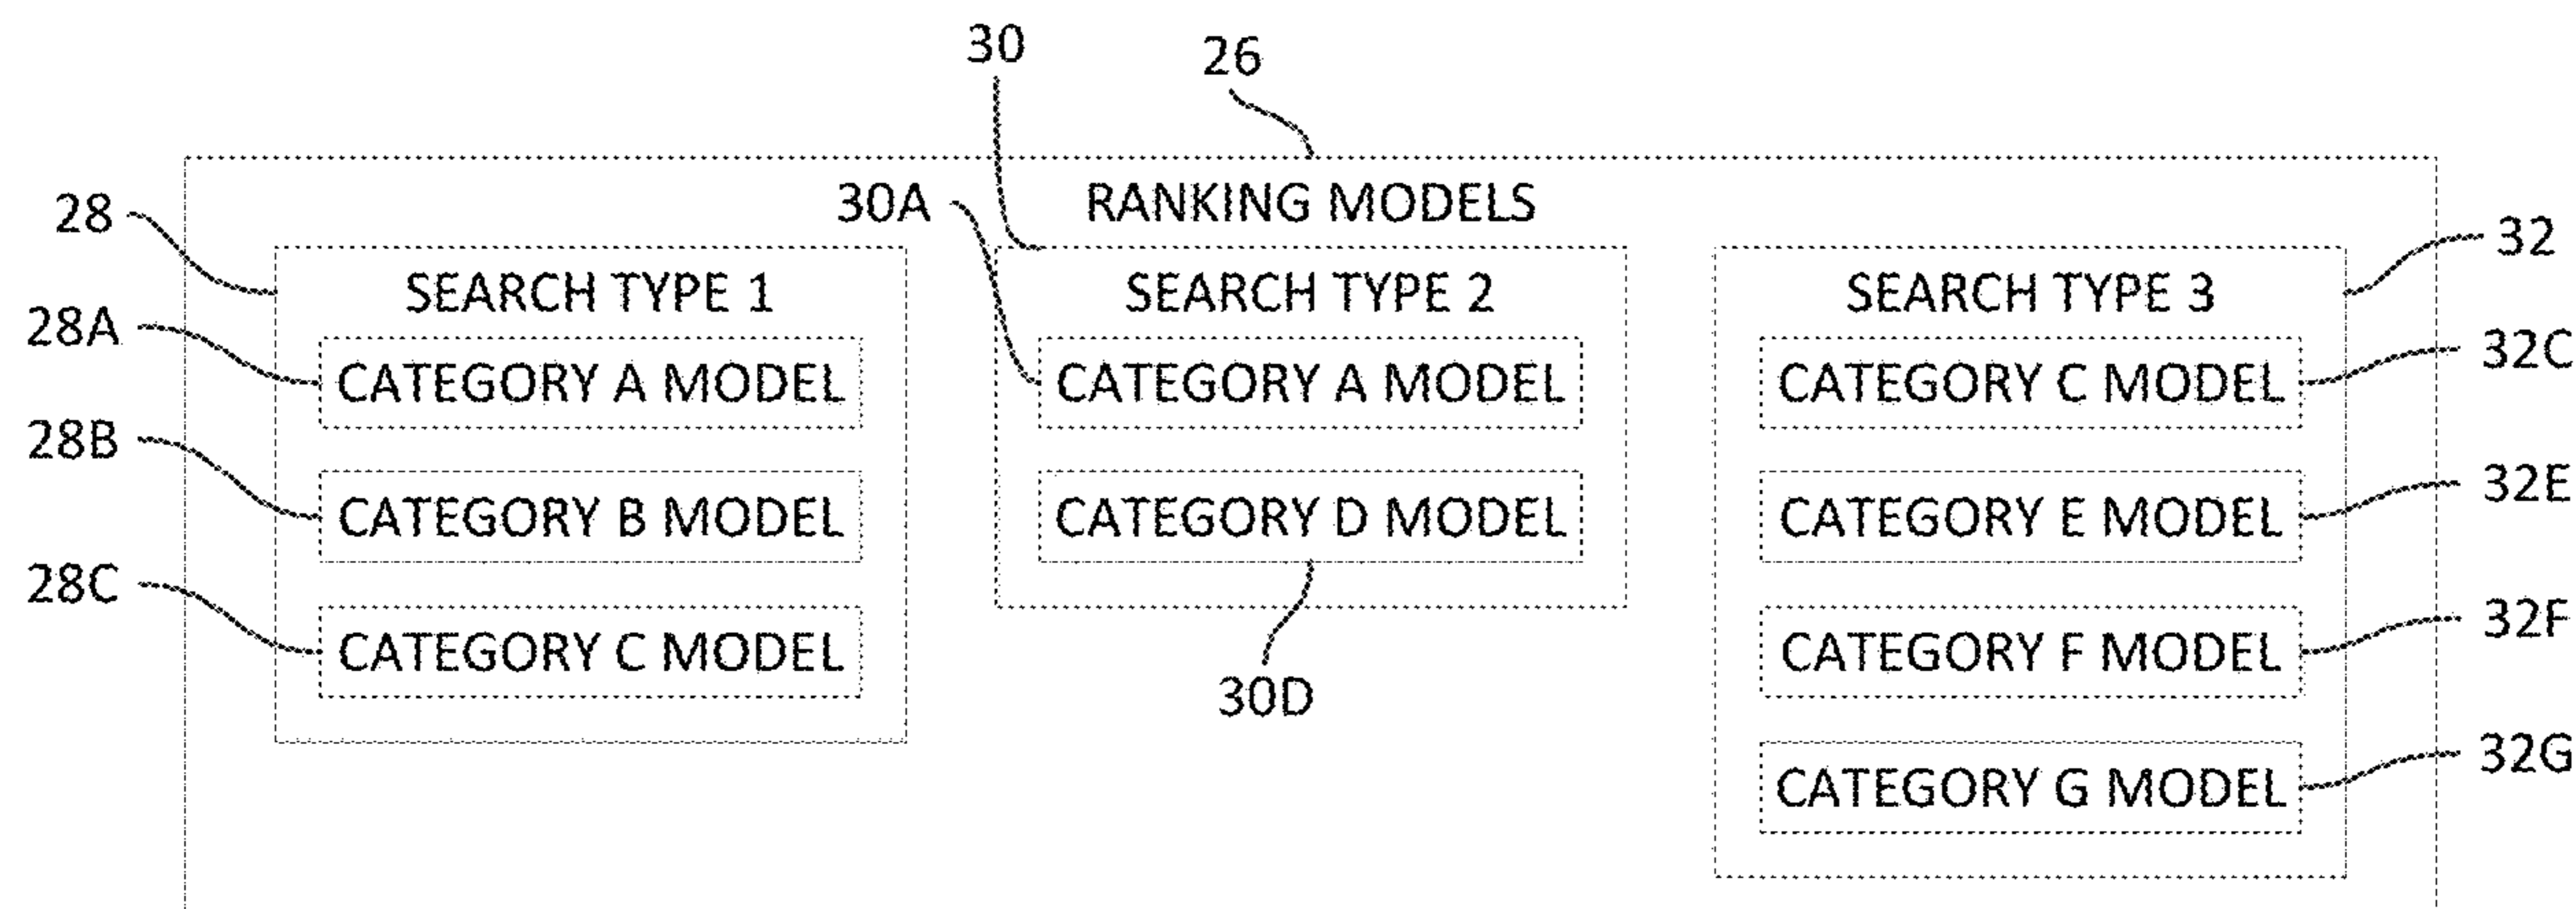 30
26
RANKING MODELS
28
30A
32
SEARCH TYPE 1
28A
CATEGORY A MODEL
28B
CATEGORY B MODEL
28C
CATEGORY C MODEL
SEARCH TYPE 2
CATEGORY A MODEL
CATEGORY D MODEL
30D
SEARCH TYPE 3
CATEGORY C MODEL
32C
CATEGORY E MODEL
32E
CATEGORY F MODEL
32F
CATEGORY G MODEL
32G